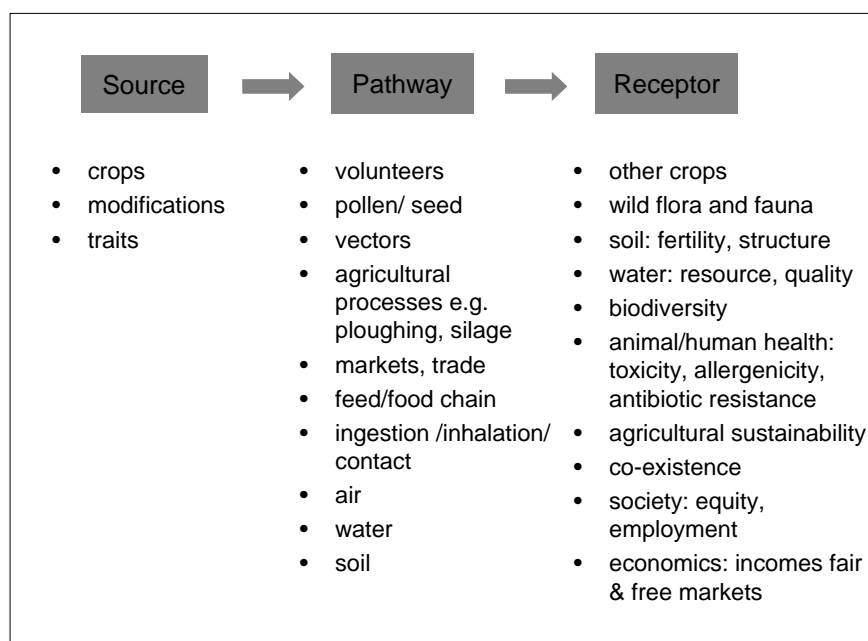 Source
Pathway
Receptor
• crops
• modifications
• traits
• volunteers
• pollen/ seed
• vectors
• agricultural
processes e.g.
ploughing, silage
• markets, trade
• feed/food chain
• ingestion /inhalation/
contact
• air
• water
• soil
• other crops
• wild flora and fauna
• soil: fertility, structure
• water: resource, quality
• biodiversity
• animal/human health:
toxicity, allergenicity,
antibiotic resistance
• agricultural sustainability
• co-existence
• society: equity,
employment
• economics: incomes fair
& free markets